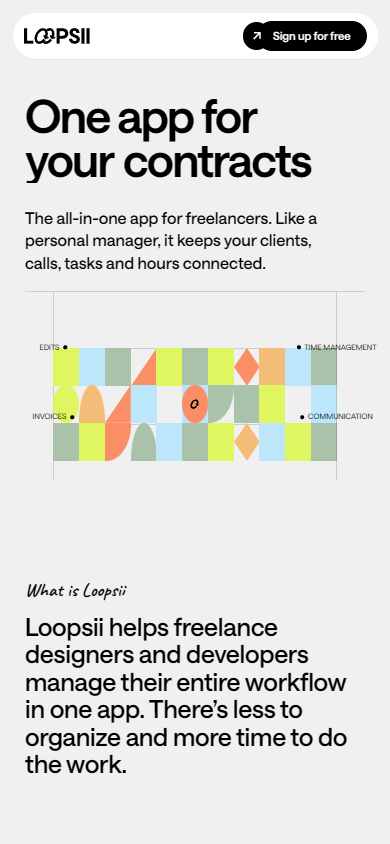 LOOPSII
Sign up for free
One app for
your contracts
The all-in-one app for freelancers. Like a
personal manager, it keeps your clients,
calls, tasks and hours connected.
EDITS
TIME MANAGEMENT
INVOICES
COMMUNICATION
What is Loopsii
Loopsii helps freelance
designers and developers
manage their entire workflow
in one app. There’s less to
organize and more time to do
the work.